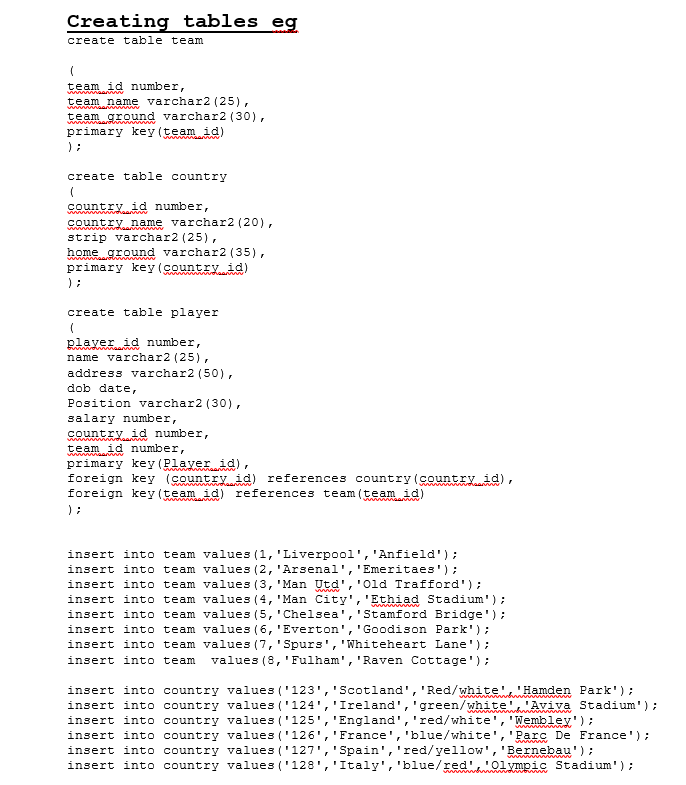 Creating tables eg
create table team
(
team_id number,
team_name varchar2(25),
team_ground varchar2(30),
primary key(team_id)
);
create table country
(
country_id number,
country_name varchar2(20),
strip varchar2(25),
home_ground varchar2(35),
primary key(country_id)
);
create table player
(
player_id number,
name varchar2(25),
address varchar2(50),
dob date,
Position varchar2(30),
salary number,
country_id number,
team_id number,
primary key(Player_id),
foreign key (country_id) references country(country_id),
foreign key(team_id) references team(team_id)
);
insert into team values(1,'Liverpool','Anfield');
insert into team values(2,'Arsenal','Emeritaes');
insert into team values(3,'Man Utd','Old Trafford');
insert into team values(4,'Man City','Ethiad Stadium');
insert into team values(5,'Chelsea','Stamford Bridge');
insert into team values(6,'Everton','Goodison Park');
insert into team values(7,'Spurs','Whiteheart Lane');
insert into team  values(8,'Fulham','Raven Cottage');
insert into country values('123','Scotland','Red/white','Hamden Park');
insert into country values('124','Ireland','green/white','Aviva Stadium');
insert into country values('125','England','red/white','Wembley');
insert into country values('126','France','blue/white','Parc De France');
insert into country values('127','Spain','red/yellow','Bernebau');
insert into country values('128','Italy','blue/red','Olympic Stadium');